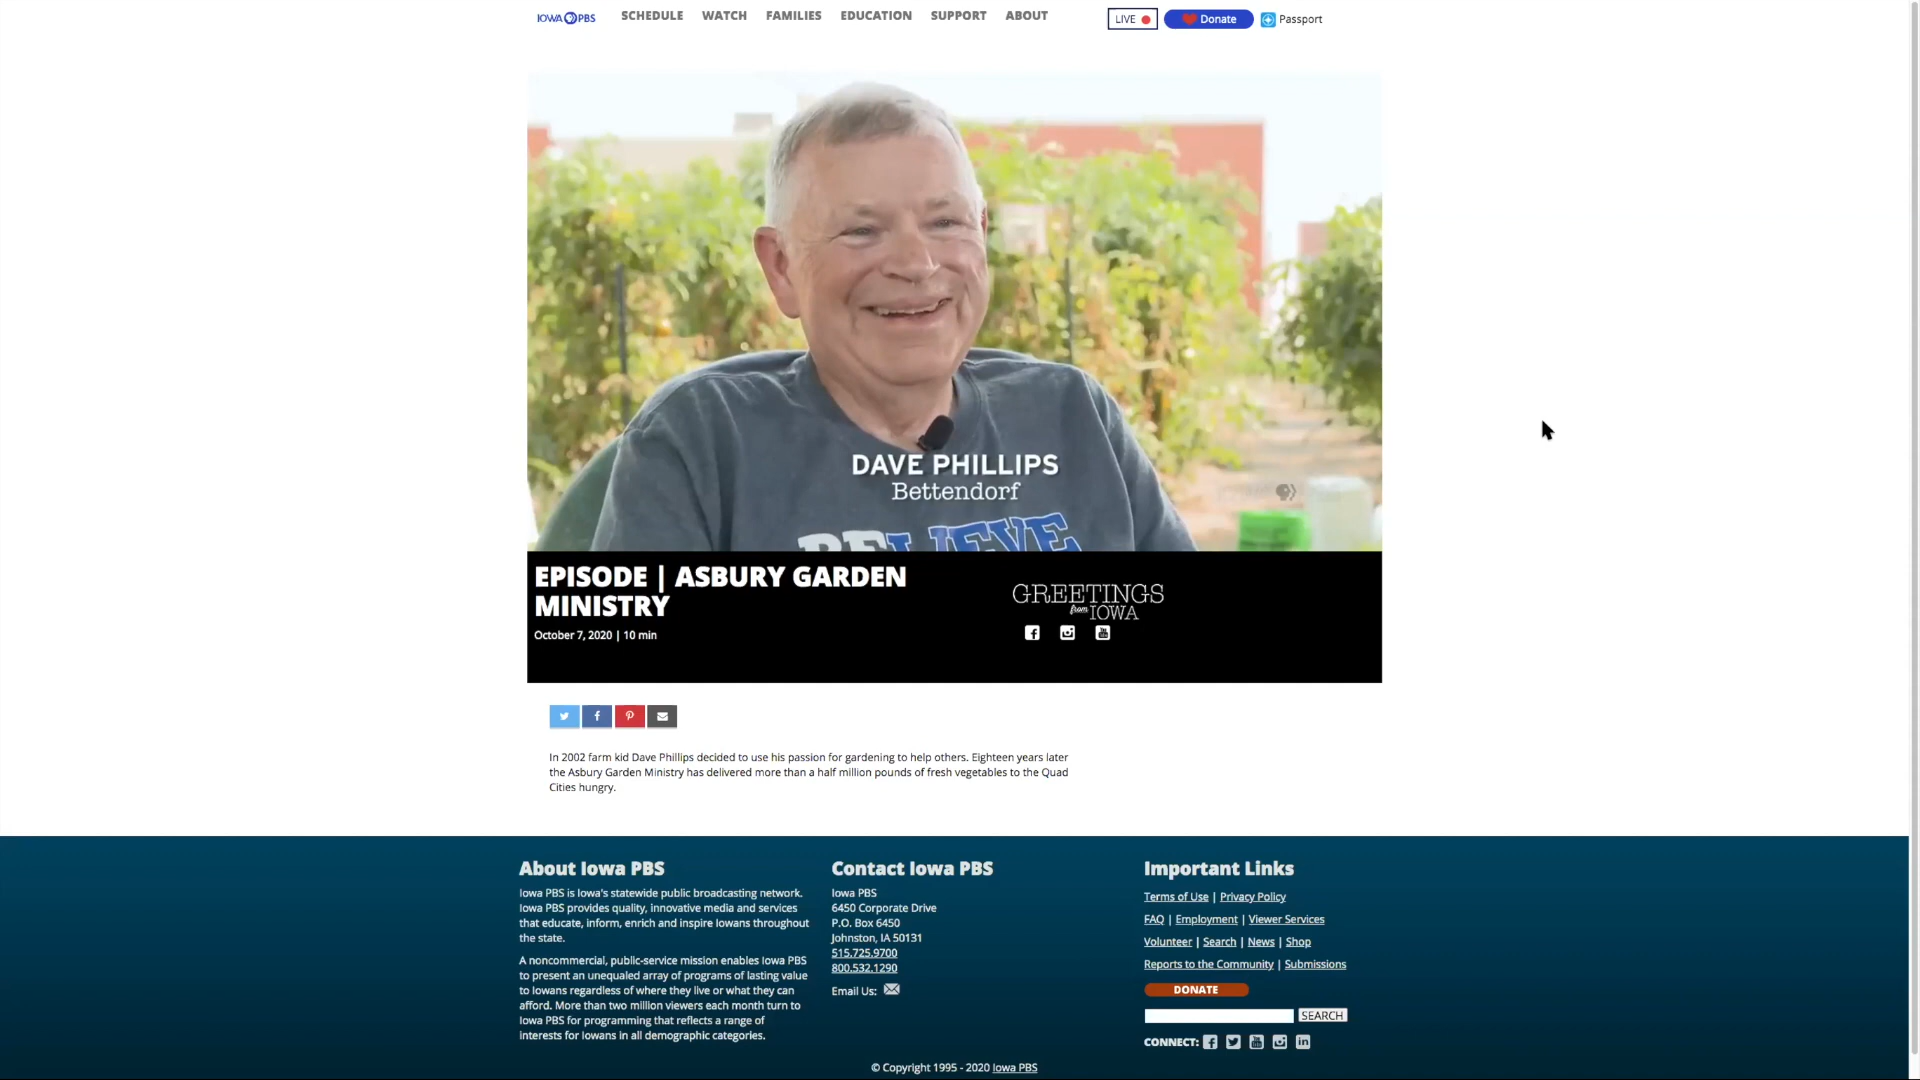 IOWA PBS
SCHEDULE WATCH FAMILIES EDUCATION SUPPORT ABOUT
LIVE
Donate
Passport
DAVE PHILLIPS
Bettendorf
BELIEVE
EPISODE | ASBURY GARDEN
MINISTRY
October 7, 2020 | 10 min
GREETINGS
from IOWA
In 2002 farm kid Dave Phillips decided to use his passion for gardening to help others. Eighteen years later
the Asbury Garden Ministry has delivered more than a half million pounds of fresh vegetables to the Quad
Cities hungry.
About Iowa PBS
Iowa PBS is Iowa's statewide public broadcasting network.
Iowa PBS provides quality, innovative media and services
that educate, inform, enrich and inspire Iowans throughout
the state.
A noncommercial, public-service mission enables Iowa PBS
to present an unequaled array of programs of lasting value
to Iowans regardless of where they live or what they can
afford. More than two million viewers each month turn to
Iowa PBS for programming that reflects a range of
interests for Iowans in all demographic categories.
Contact Iowa PBS
Iowa PBS
6450 Corporate Drive
P.O. Box 6450
Johnston, IA 50131
515.725.9700
800.532.1290
Email Us:
Important Links
Terms of Use | Privacy Policy
FAQ | Employment | Viewer Services
Volunteer | Search | News | Shop
Reports to the Community | Submissions
DONATE
SEARCH
CONNECT:
© Copyright 1995 - 2020 Iowa PBS